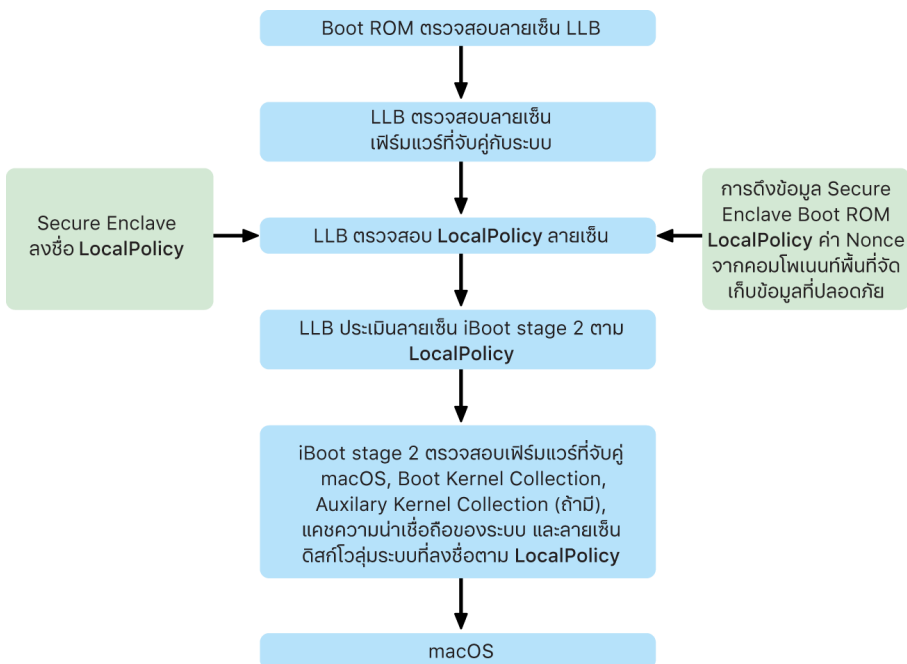 Boot ROM ตรวจสอบลายเซ็น LLB
LLB ตรวจสอบลายเซ็น
เฟิร์มแวร์ที่จับคู่กับระบบ
Secure Enclave
ลงชื่อ LocalPolicy
LLB ตรวจสอบ LocalPolicy ลายเซ็น
การดึงข้อมูล Secure
Enclave Boot ROM
LocalPolicy ค่า Nonce
จากคอมโพเนนท์พื้นที่จัด
เก็บข้อมูลที่ปลอดภัย
LLB ประเมินลายเซ็น iBoot stage 2 ตาม
LocalPolicy
iBoot stage 2 ตรวจสอบเฟิร์มแวร์ที่จับคู่
macOS, Boot Kernel Collection,
Auxilary Kernel Collection (ถ้ามี),
แคชความน่าเชื่อถือของระบบ และลายเซ็น
ดิสก์โวลุ่มระบบที่ลงชื่อตาม LocalPolicy
macOS